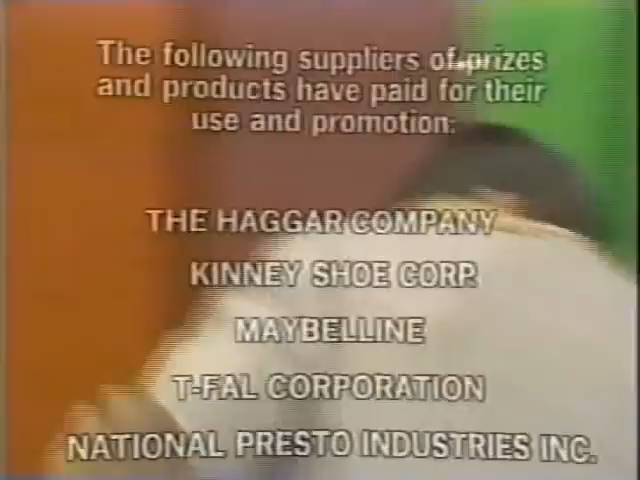 The following suppliers of prizes
and products have paid for their
use and promotion:
THE HAGGAR COMPANY
KINNEY SHOE CORP.
MAYBELLINE
T-FAL CORPORATION
NATIONAL PRESTO INDUSTRIES INC.